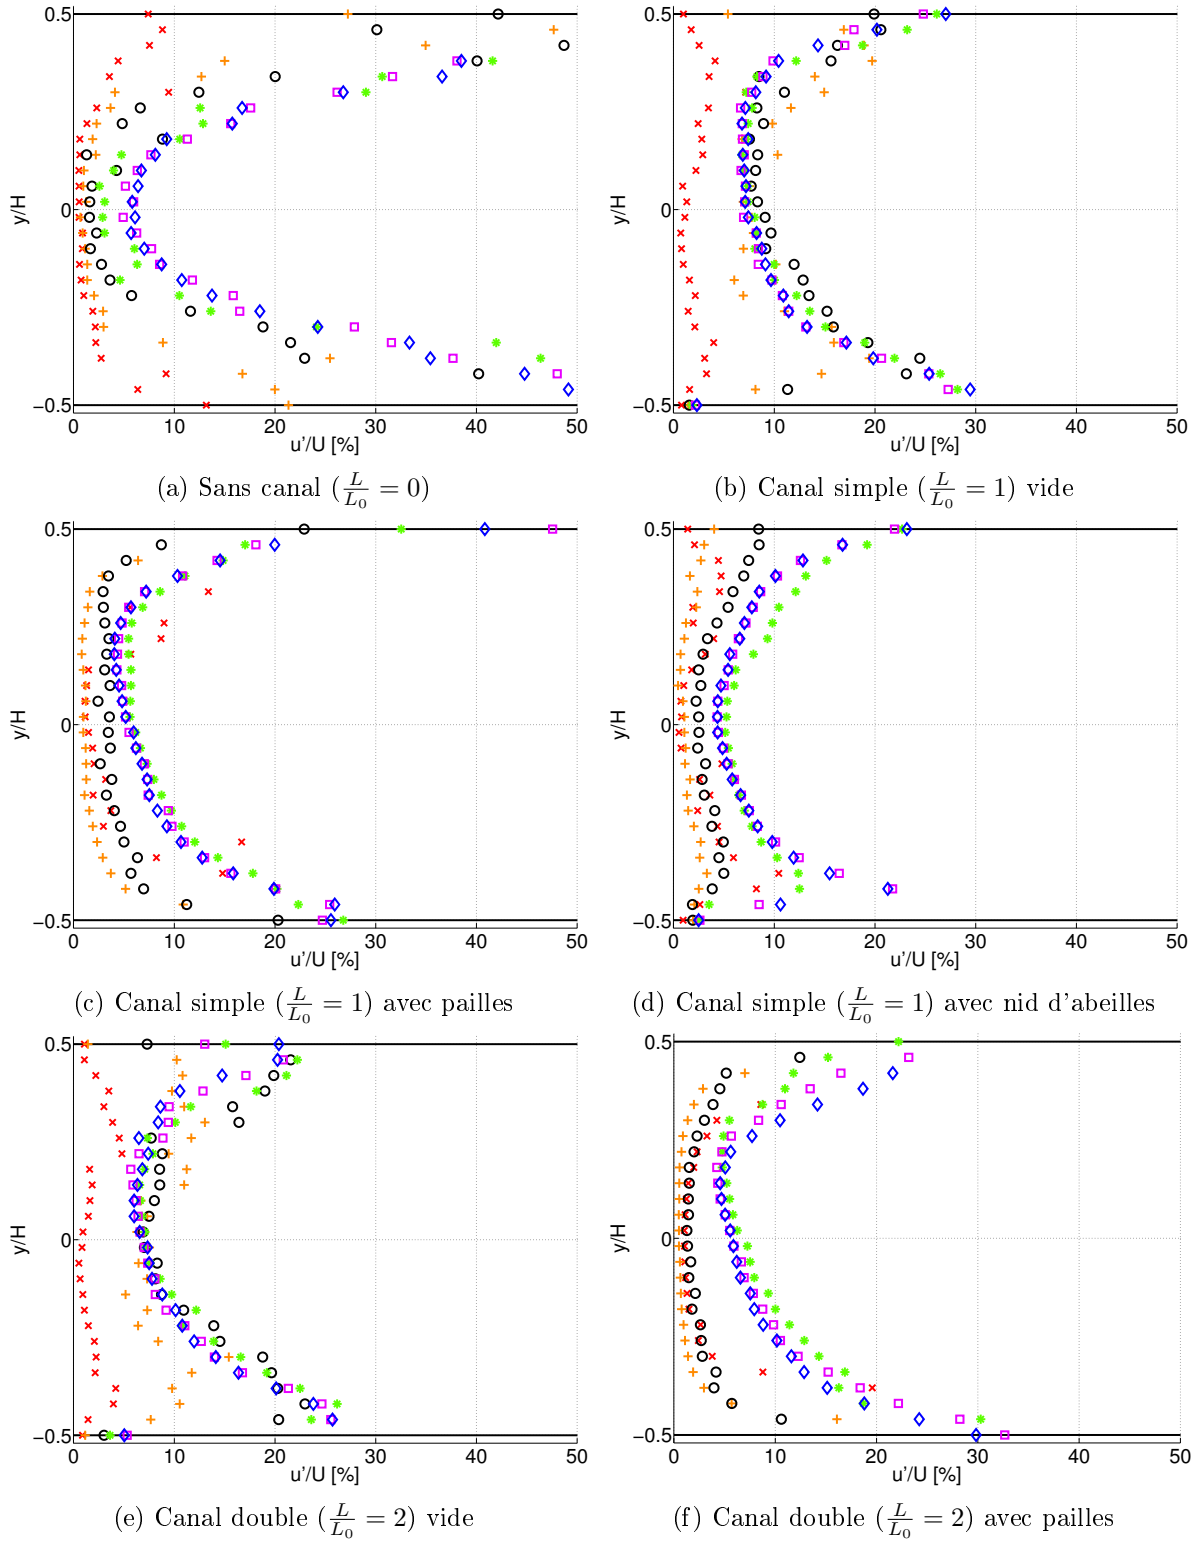 0.5
y/H
0
−0.5
0 10 20 30 40 50
u'/U [%]
(a) Sans canal (L/L0 = 0)
0.5
y/H
0
−0.5
0 10 20 30 40 50
u'/U [%]
(b) Canal simple (L/L0 = 1) vide
0.5
y/H
0
−0.5
0 10 20 30 40 50
u'/U [%]
(c) Canal simple (L/L0 = 1) avec pailles
0.5
y/H
0
−0.5
0 10 20 30 40 50
u'/U [%]
(d) Canal simple (L/L0 = 1) avec nid d'abeilles
0.5
y/H
0
−0.5
0 10 20 30 40 50
u'/U [%]
(e) Canal double (L/L0 = 2) vide
0.5
y/H
0
−0.5
0 10 20 30 40 50
u'/U [%]
(f) Canal double (L/L0 = 2) avec pailles